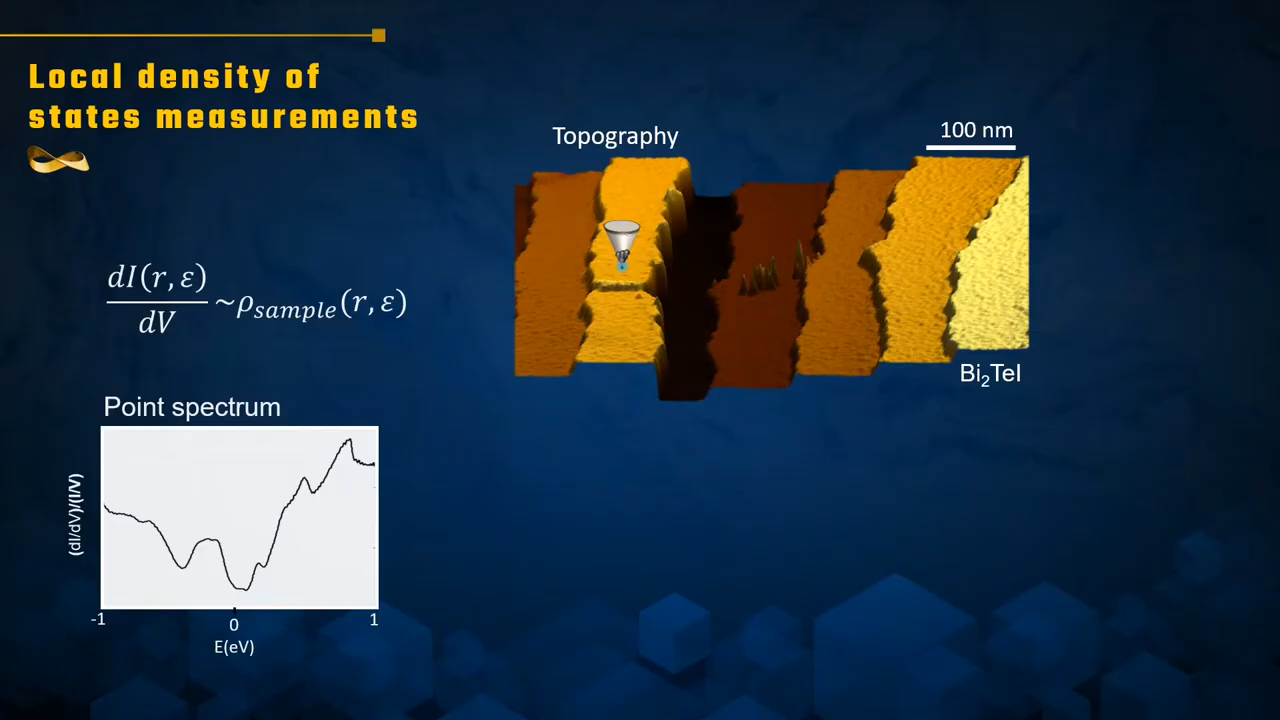 Local density of
states measurements
Topography
100 nm
dI(r, ε)
dV
~ρsample(r, ε)
Bi₂TeI
Point spectrum
(dI/dV)/(I/V)
-1
0
1
E(eV)